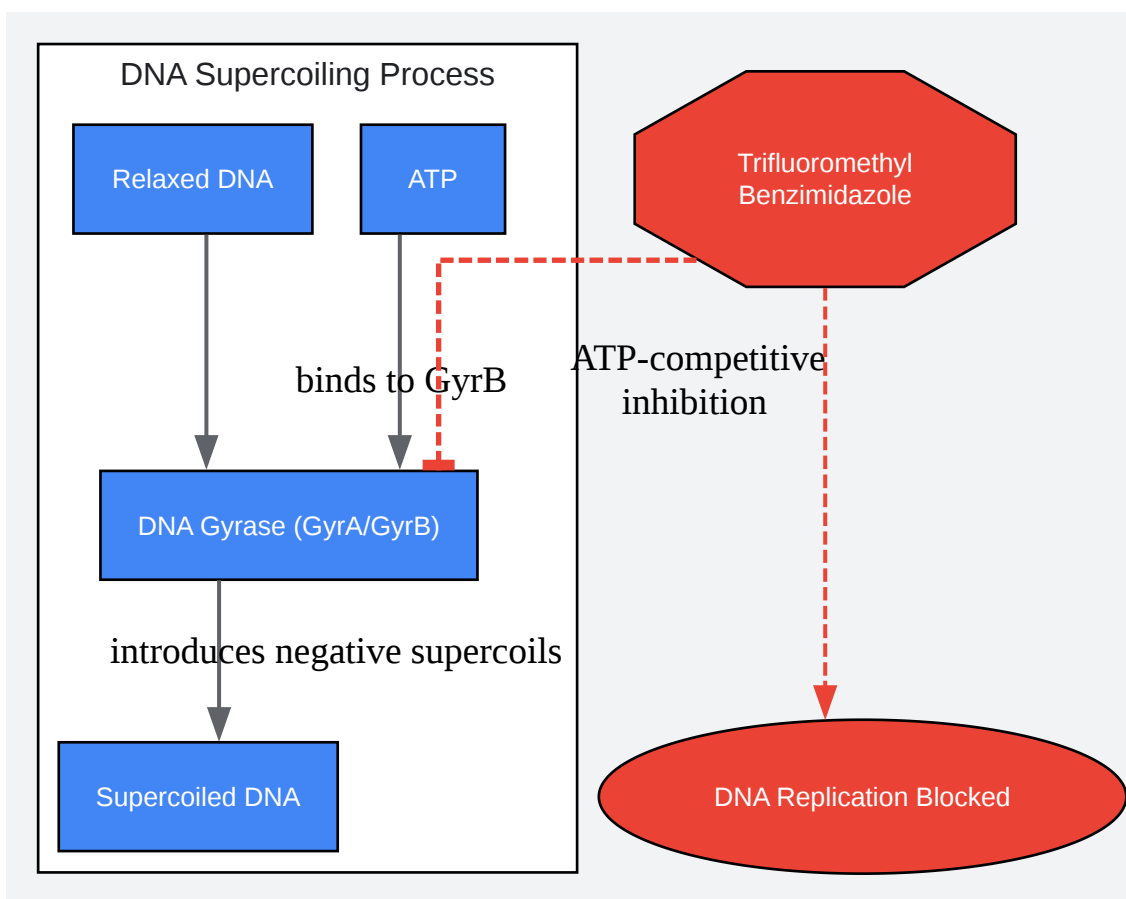 DNA Supercoiling Process
Relaxed DNA
ATP
Trifluoromethyl
Benzimidazole
binds to GyrB
ATP-competitive
inhibition
DNA Gyrase (GyrA/GyrB)
introduces negative supercoils
Supercoiled DNA
DNA Replication Blocked